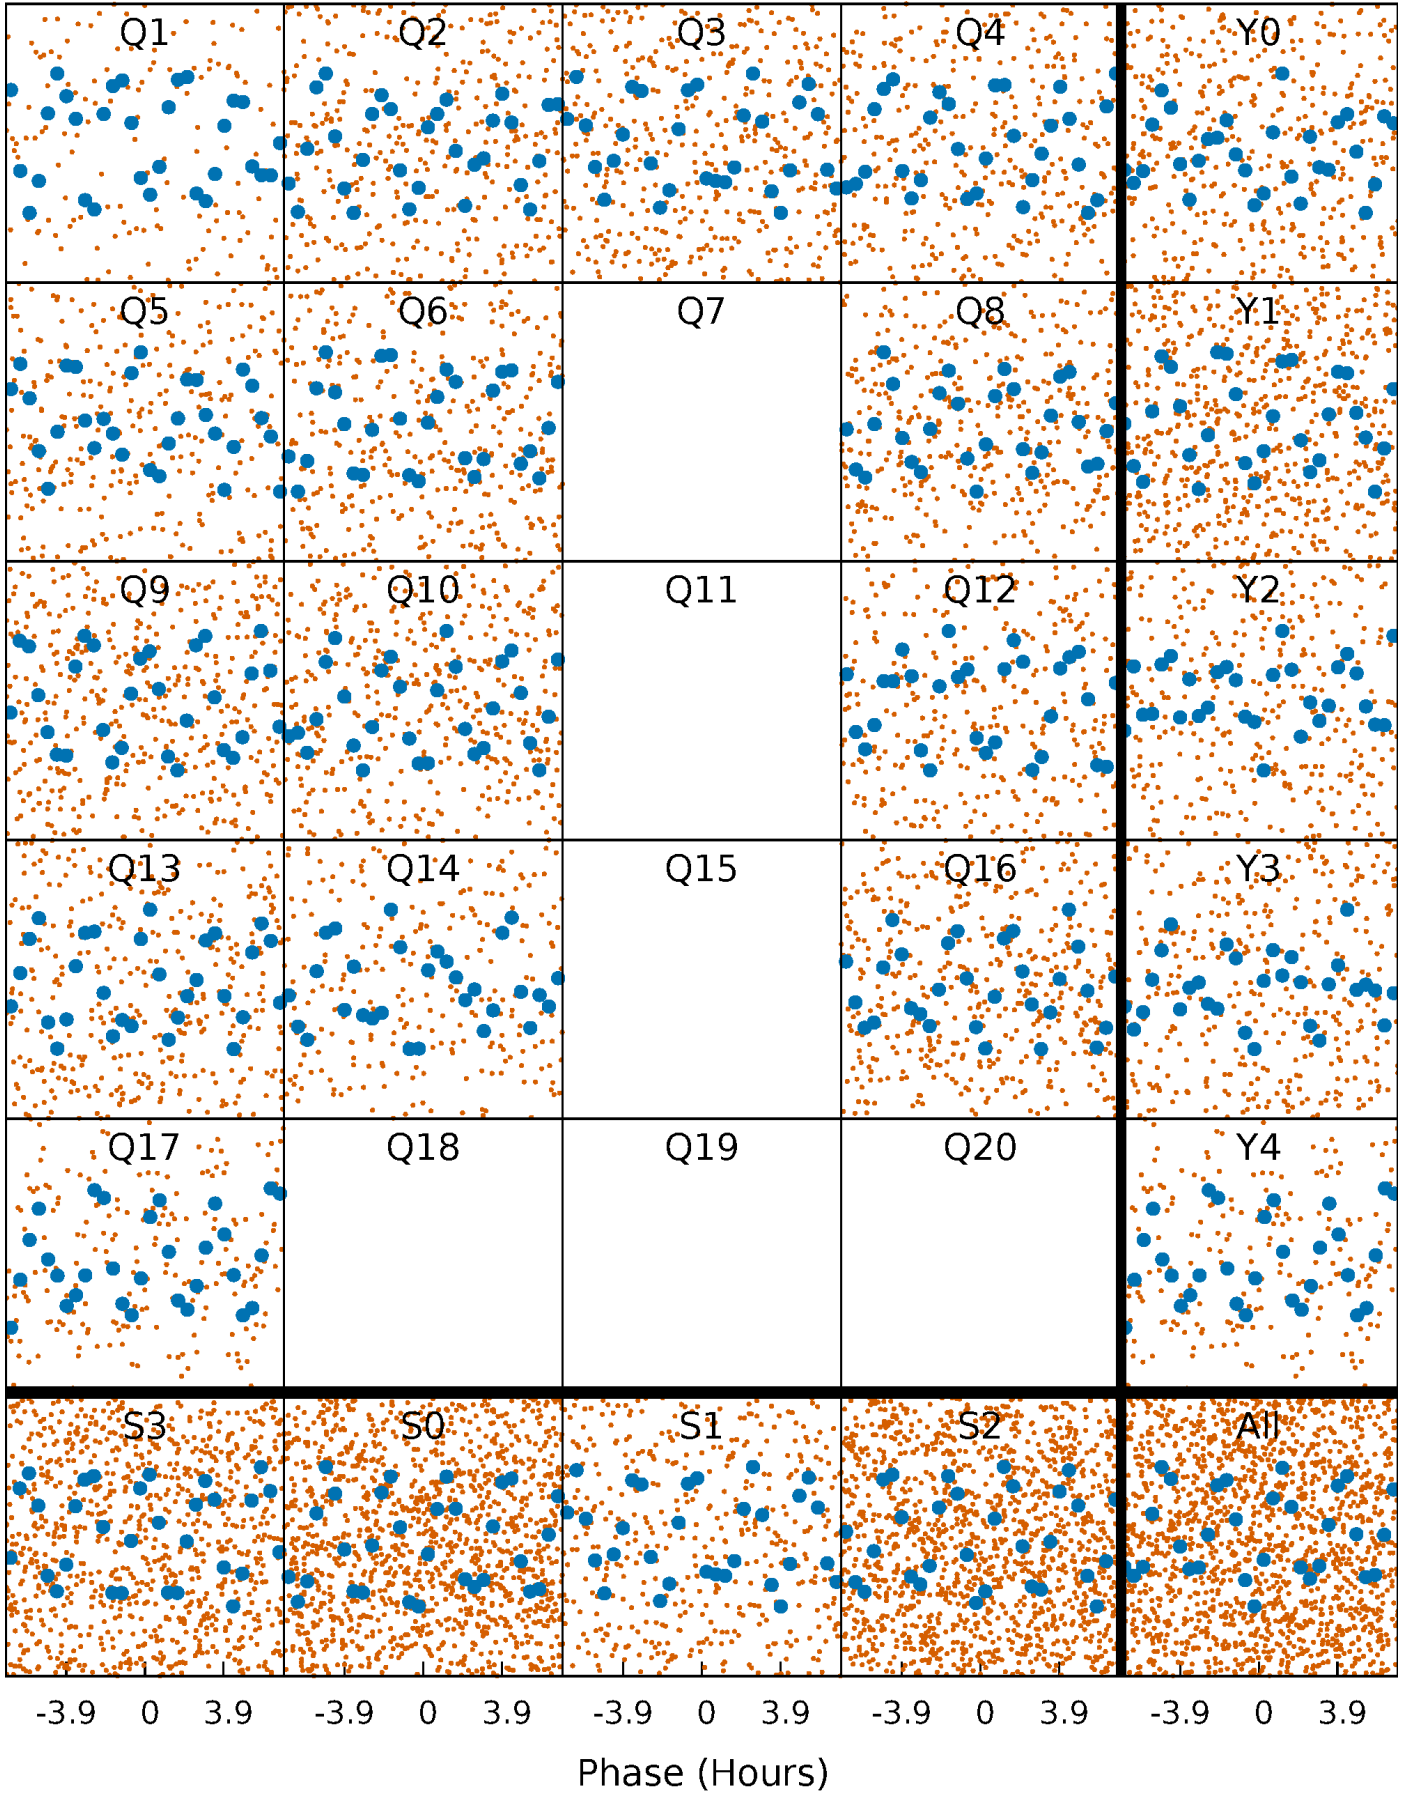 Q1 Q2 Q3 Q4 Y0
Q5 Q6 Q7 Q8 Y1
Q9 Q10 Q11 Q12 Y2
Q13 Q14 Q15 Q16 Y3
Q17 Q18 Q19 Q20 Y4
S3 S0 S1 S2 All
-3.9 0 3.9 -3.9 0 3.9 -3.9 0 3.9 -3.9 0 3.9 -3.9 0 3.9
Phase (Hours)